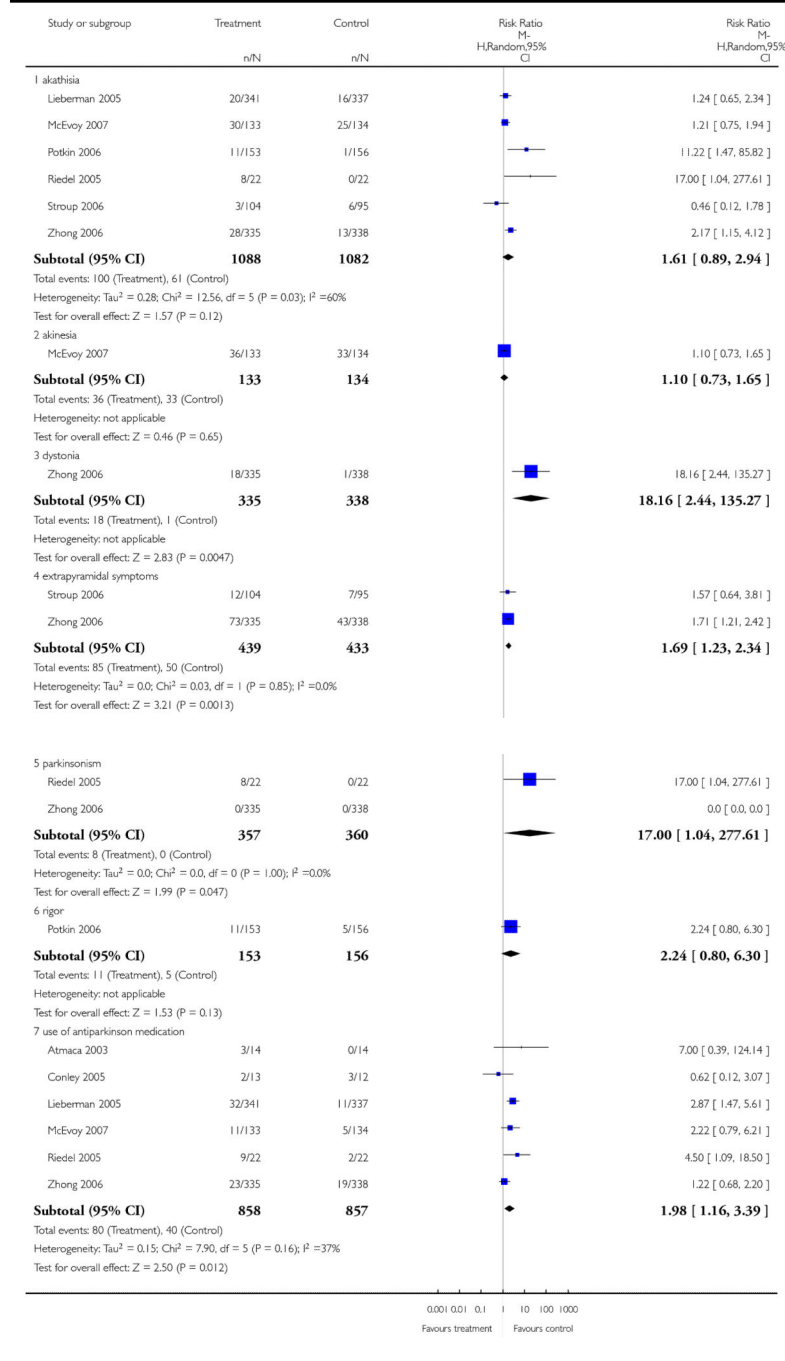 Study or subgroup Treatment Control Risk Ratio Risk Ratio
M- M-
H,Random,95% H,Random,95%
n/N n/N CI CI
1 akathisia
Lieberman 2005 20/341 16/337 1.24 [ 0.65, 2.34 ]
McEvoy 2007 30/133 25/134 1.21 [ 0.75, 1.94 ]
Potkin 2006 11/153 1/156 11.22 [ 1.47, 85.82 ]
Riedel 2005 8/22 0/22 17.00 [ 1.04, 277.61 ]
Stroup 2006 3/104 6/95 0.46 [ 0.12, 1.78 ]
Zhong 2006 28/335 13/338 2.17 [ 1.15, 4.12 ]
Subtotal (95% CI) 1088 1082 1.61 [ 0.89, 2.94 ]
Total events: 100 (Treatment), 61 (Control)
Heterogeneity: Tau² = 0.28; Chi² = 12.56, df = 5 (P = 0.03); I² =60%
Test for overall effect: Z = 1.57 (P = 0.12)
2 akinesia
McEvoy 2007 36/133 33/134 1.10 [ 0.73, 1.65 ]
Subtotal (95% CI) 133 134 1.10 [ 0.73, 1.65 ]
Total events: 36 (Treatment), 33 (Control)
Heterogeneity: not applicable
Test for overall effect: Z = 0.46 (P = 0.65)
3 dystonia
Zhong 2006 18/335 1/338 18.16 [ 2.44, 135.27 ]
Subtotal (95% CI) 335 338 18.16 [ 2.44, 135.27 ]
Total events: 18 (Treatment), 1 (Control)
Heterogeneity: not applicable
Test for overall effect: Z = 2.83 (P = 0.0047)
4 extrapyramidal symptoms
Stroup 2006 12/104 7/95 1.57 [ 0.64, 3.81 ]
Zhong 2006 73/335 43/338 1.71 [ 1.21, 2.42 ]
Subtotal (95% CI) 439 433 1.69 [ 1.23, 2.34 ]
Total events: 85 (Treatment), 50 (Control)
Heterogeneity: Tau² = 0.0; Chi² = 0.03, df = 1 (P = 0.85); I² =0.0%
Test for overall effect: Z = 3.21 (P = 0.0013)
5 parkinsonism
Riedel 2005 8/22 0/22 17.00 [ 1.04, 277.61 ]
Zhong 2006 0/335 0/338 0.0 [ 0.0, 0.0 ]
Subtotal (95% CI) 357 360 17.00 [ 1.04, 277.61 ]
Total events: 8 (Treatment), 0 (Control)
Heterogeneity: Tau² = 0.0; Chi² = 0.0, df = 0 (P = 1.00); I² =0.0%
Test for overall effect: Z = 1.99 (P = 0.047)
6 rigor
Potkin 2006 11/153 5/156 2.24 [ 0.80, 6.30 ]
Subtotal (95% CI) 153 156 2.24 [ 0.80, 6.30 ]
Total events: 11 (Treatment), 5 (Control)
Heterogeneity: not applicable
Test for overall effect: Z = 1.53 (P = 0.13)
7 use of antiparkinson medication
Atmaca 2003 3/14 0/14 7.00 [ 0.39, 124.14 ]
Conley 2005 2/13 3/12 0.62 [ 0.12, 3.07 ]
Lieberman 2005 32/341 11/337 2.87 [ 1.47, 5.61 ]
McEvoy 2007 11/133 5/134 2.22 [ 0.79, 6.21 ]
Riedel 2005 9/22 2/22 4.50 [ 1.09, 18.50 ]
Zhong 2006 23/335 19/338 1.22 [ 0.68, 2.20 ]
Subtotal (95% CI) 858 857 1.98 [ 1.16, 3.39 ]
Total events: 80 (Treatment), 40 (Control)
Heterogeneity: Tau² = 0.15; Chi² = 7.90, df = 5 (P = 0.16); I² =37%
Test for overall effect: Z = 2.50 (P = 0.012)
0.001 0.01 0.1 1 10 100 1000
Favours treatment Favours control